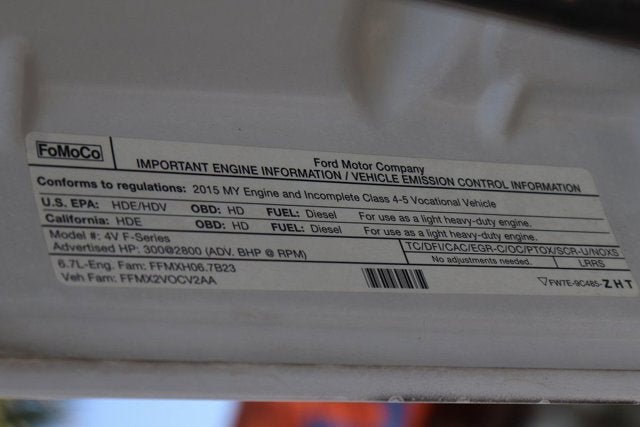 FoMoCo
Ford Motor Company
IMPORTANT ENGINE INFORMATION / VEHICLE EMISSION CONTROL INFORMATION
Conforms to regulations: 2015 MY Engine and Incomplete Class 4-5 Vocational Vehicle
U.S. EPA: HDE/HDV OBD: HD FUEL: Diesel For use as a light heavy-duty engine.
California: HDE OBD: HD FUEL: Diesel For use as a light heavy-duty engine.
Model #: 4V F-Series
Advertised HP: 300@2800 (ADV. BHP @ RPM)
TC/DFI/CAC/EGR-C/OC/PTOX/SCR-U/NOXS
No adjustments needed. LRRS
6.7L-Eng. Fam: FFMXH06.7B23
Veh Fam: FFMX2VOCV2AA
FW7E-9C485-ZHT